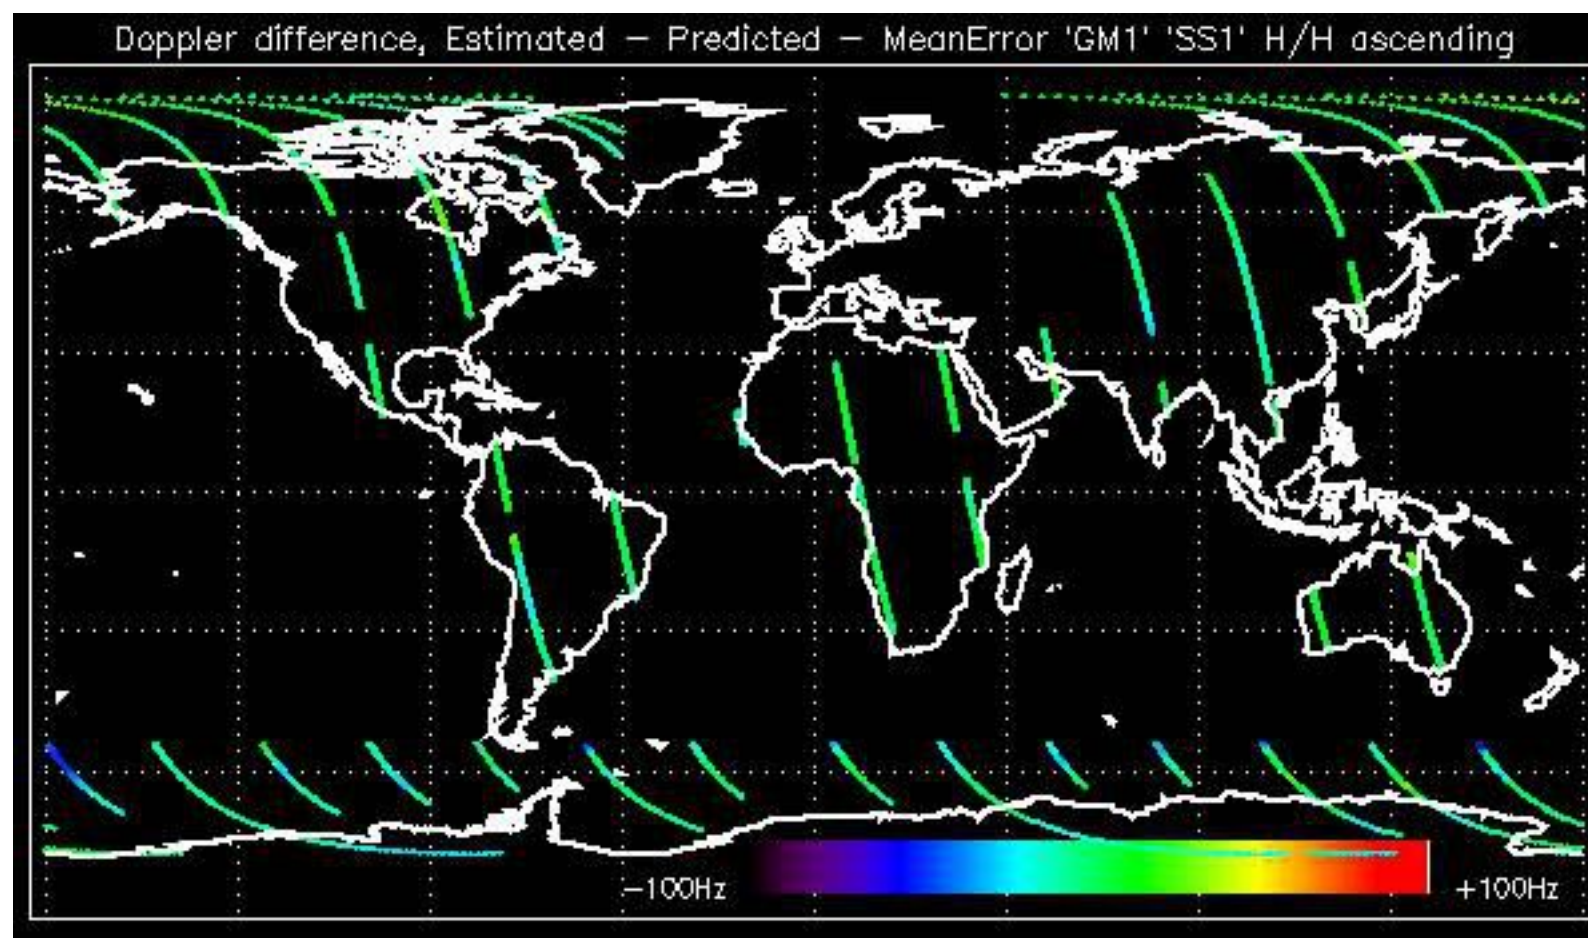 Doppler difference, Estimated − Predicted − MeanError 'GM1' 'SS1' H/H ascending
−100Hz
+100Hz